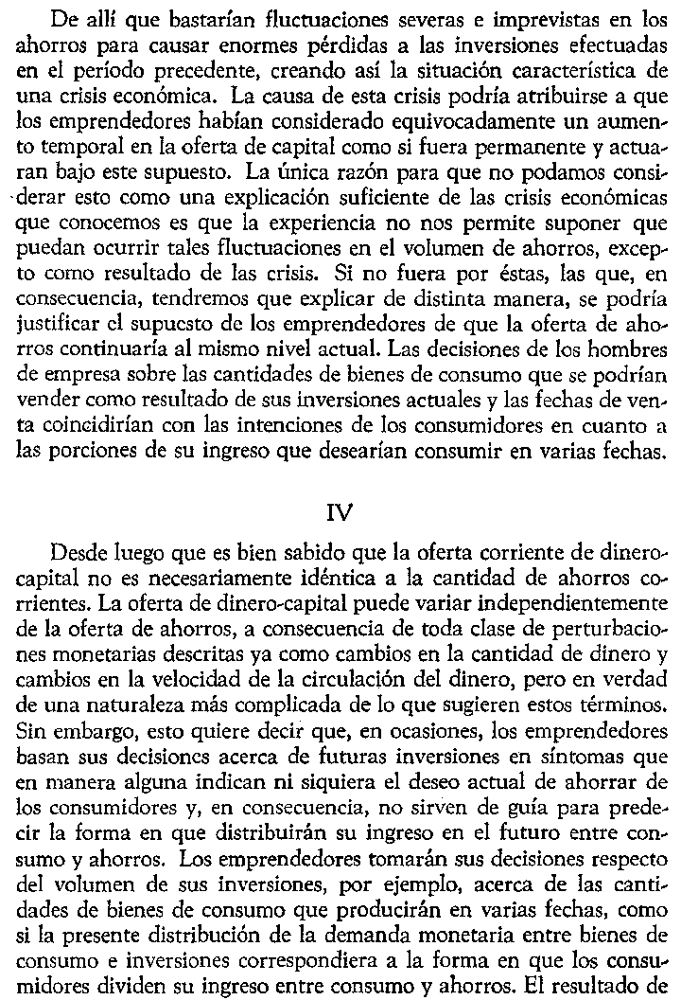 De allí que bastarían fluctuaciones severas e imprevistas en los
ahorros para causar enormes pérdidas a las inversiones efectuadas
en el período precedente, creando así la situación característica de
una crisis económica. La causa de esta crisis podría atribuirse a que
los emprendedores habían considerado equivocadamente un aumen-
to temporal en la oferta de capital como si fuera permanente y actua-
ran bajo este supuesto. La única razón para que no podamos consi-
derar esto como una explicación suficiente de las crisis económicas
que conocemos es que la experiencia no nos permite suponer que
puedan ocurrir tales fluctuaciones en el volumen de ahorros, excep-
to como resultado de las crisis. Si no fuera por éstas, las que, en
consecuencia, tendremos que explicar de distinta manera, se podría
justificar el supuesto de los emprendedores de que la oferta de aho-
rros continuaría al mismo nivel actual. Las decisiones de los hombres
de empresa sobre las cantidades de bienes de consumo que se podrían
vender como resultado de sus inversiones actuales y las fechas de ven-
ta coincidirían con las intenciones de los consumidores en cuanto a
las porciones de su ingreso que desearían consumir en varias fechas.
IV
Desde luego que es bien sabido que la oferta corriente de dinero-
capital no es necesariamente idéntica a la cantidad de ahorros co-
rrientes. La oferta de dinero-capital puede variar independientemente
de la oferta de ahorros, a consecuencia de toda clase de perturbacio-
nes monetarias descritas ya como cambios en la cantidad de dinero y
cambios en la velocidad de la circulación del dinero, pero en verdad
de una naturaleza más complicada de lo que sugieren estos términos.
Sin embargo, esto quiere decir que, en ocasiones, los emprendedores
basan sus decisiones acerca de futuras inversiones en síntomas que
en manera alguna indican ni siquiera el deseo actual de ahorrar de
los consumidores y, en consecuencia, no sirven de guía para prede-
cir la forma en que distribuirán su ingreso en el futuro entre con-
sumo y ahorros. Los emprendedores tomarán sus decisiones respecto
del volumen de sus inversiones, por ejemplo, acerca de las canti-
dades de bienes de consumo que producirán en varias fechas, como
si la presente distribución de la demanda monetaria entre bienes de
consumo e inversiones correspondiera a la forma en que los consu-
midores dividen su ingreso entre consumo y ahorros. El resultado de